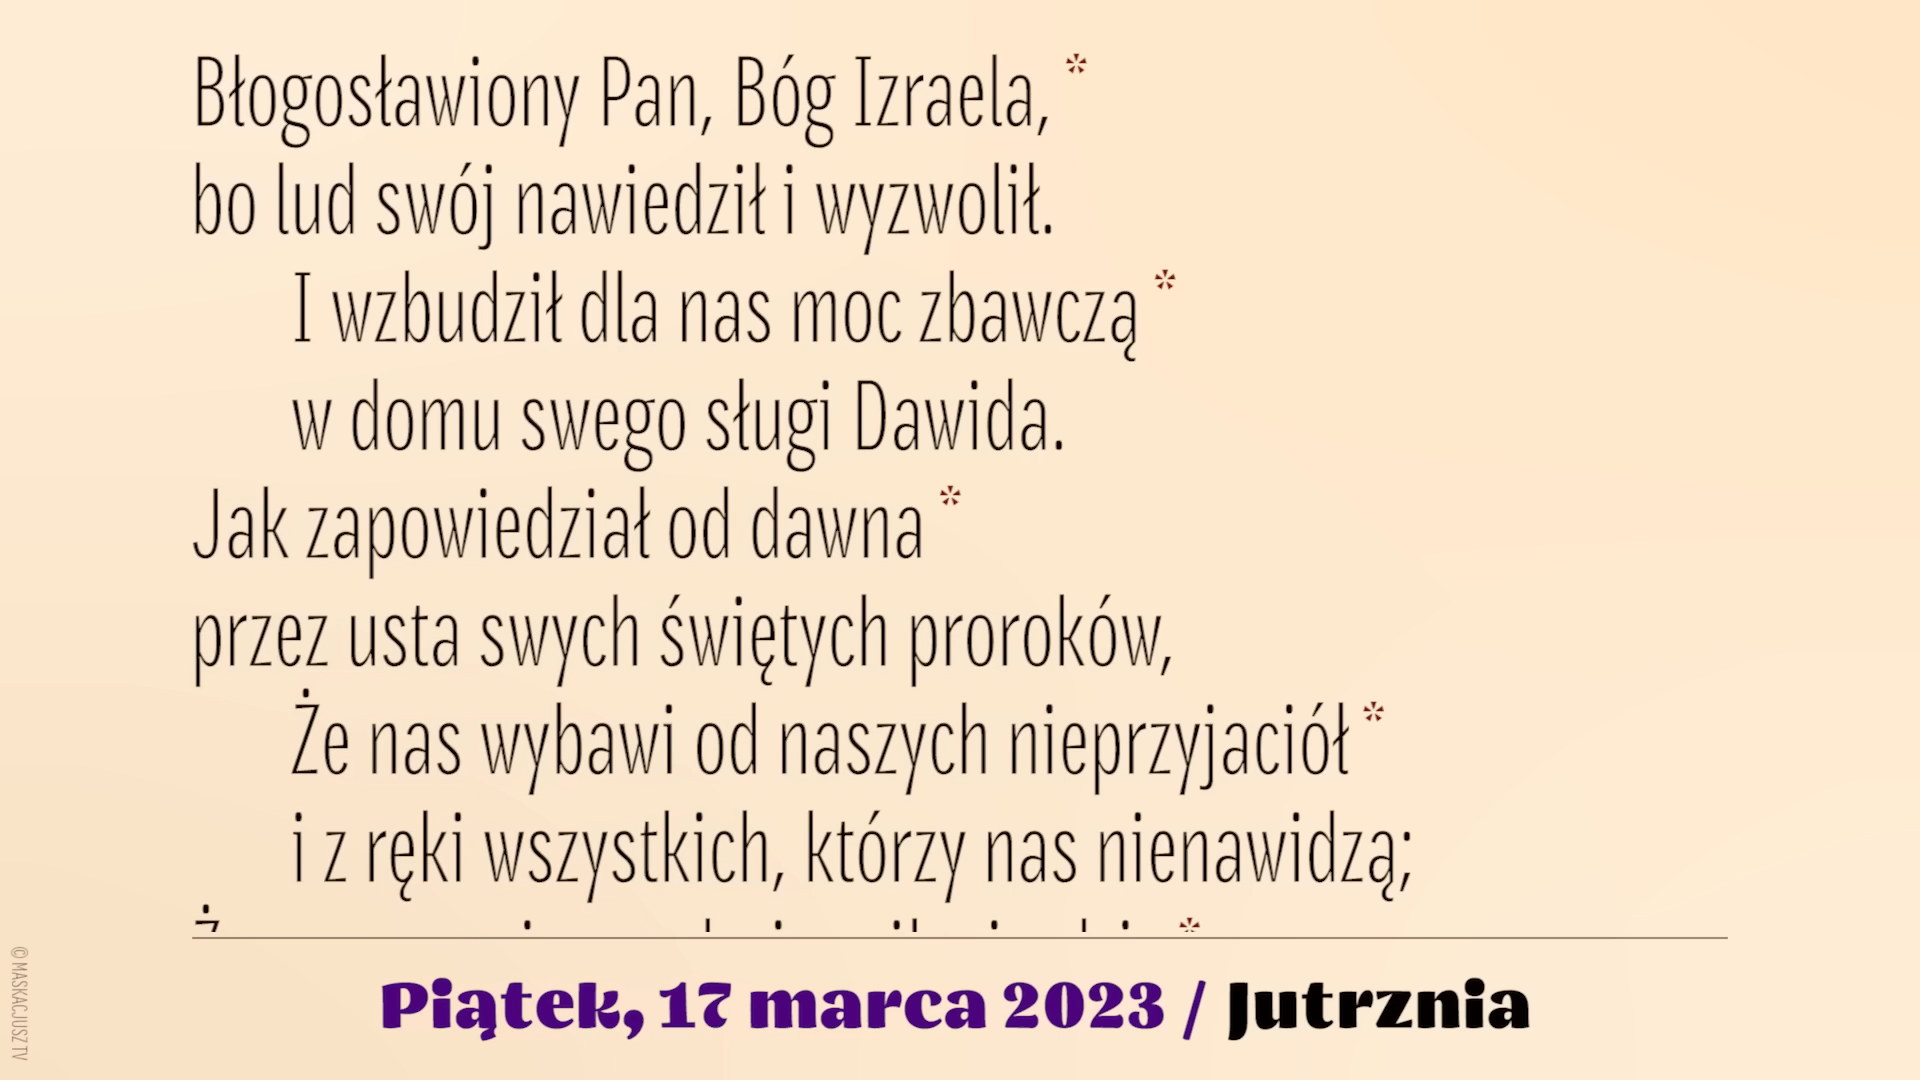 Błogosławiony Pan, Bóg Izraela, *
bo lud swój nawiedził i wyzwolił.
I wzbudził dla nas moc zbawczą *
w domu swego sługi Dawida.
Jak zapowiedział od dawna *
przez usta swych świętych proroków,
Że nas wybawi od naszych nieprzyjaciół *
i z ręki wszystkich, którzy nas nienawidzą;
Piątek, 17 marca 2023 / Jutrznia
© MASKACJUSZ TV